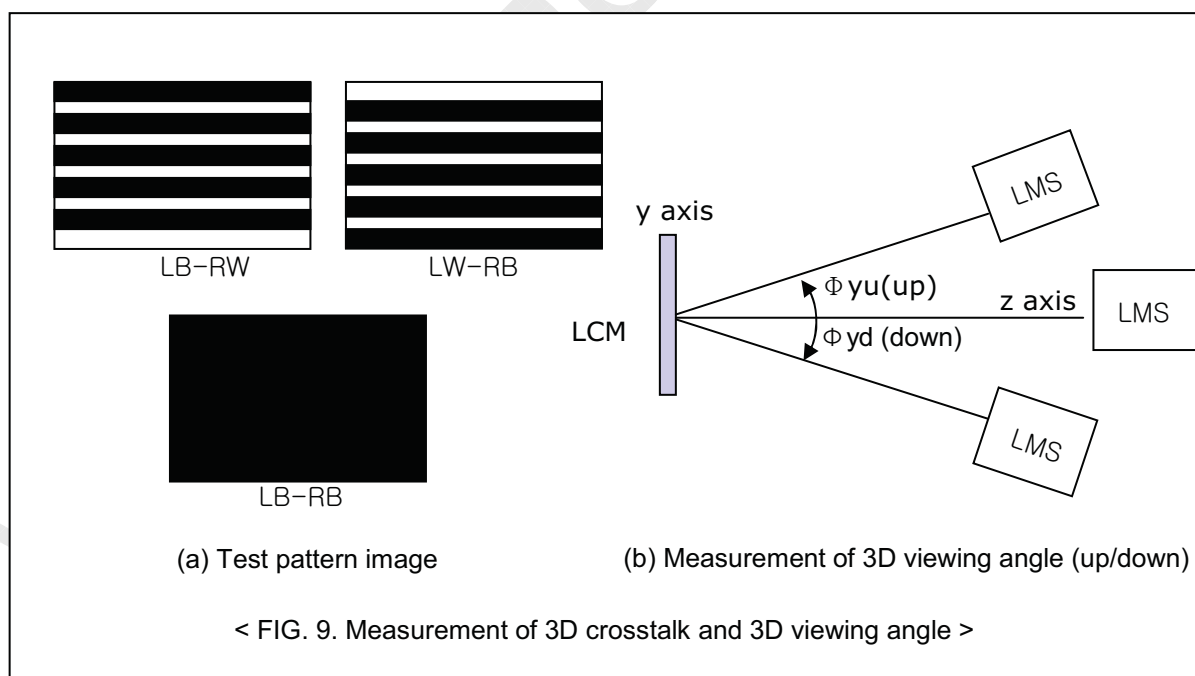 LB-RW
LW-RB
LB-RB
(a) Test pattern image
y axis
LCM
Φ yu(up)
Φ yd (down)
z axis
LMS
LMS
LMS
(b) Measurement of 3D viewing angle (up/down)
< FIG. 9. Measurement of 3D crosstalk and 3D viewing angle >